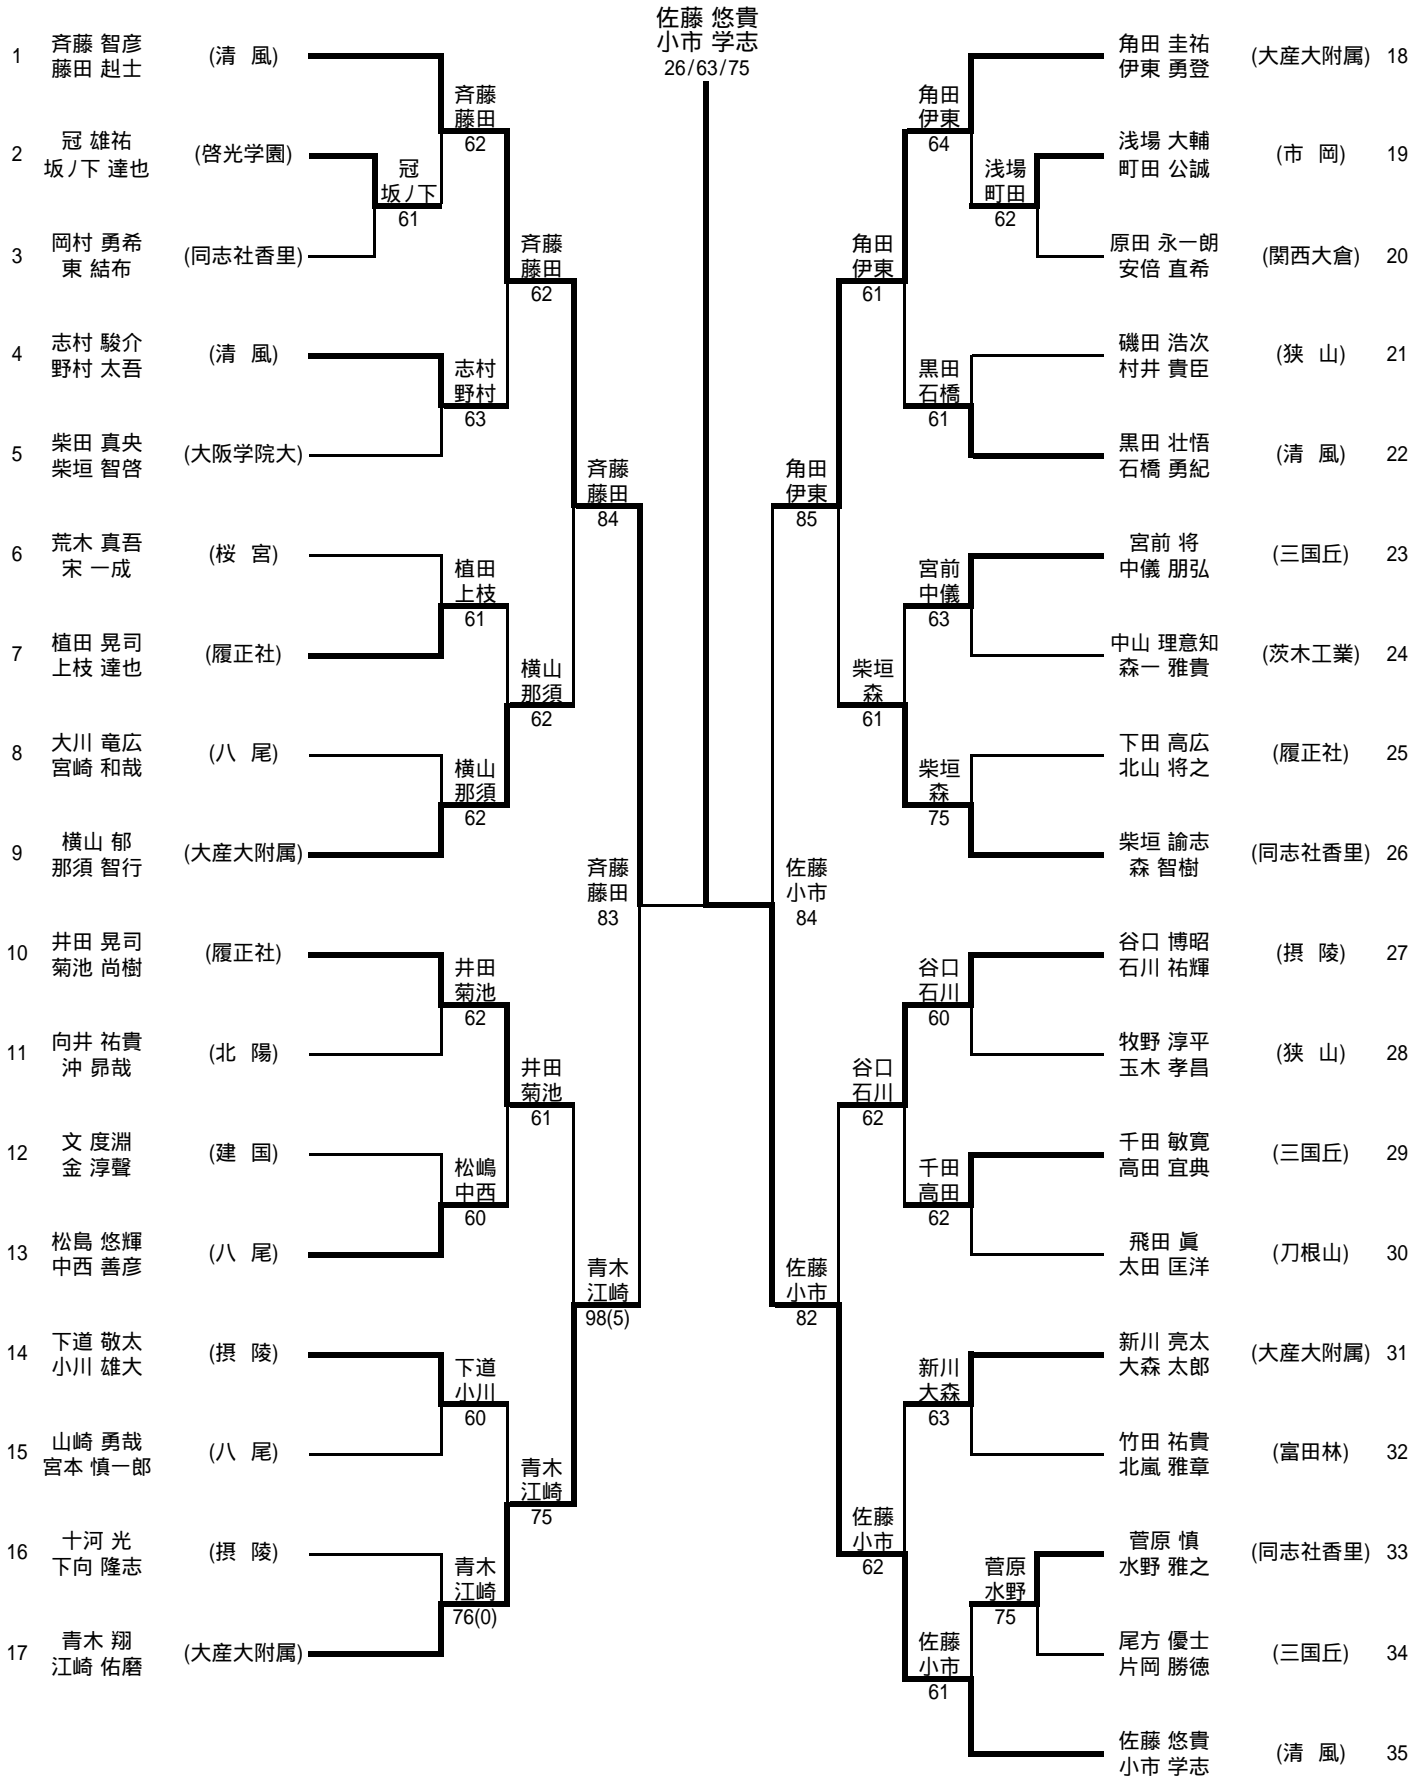 佐藤 悠貴
小市 学志
26/63/75
1 斉藤 智彦 (清 風)
藤田 赳士
2 冠 雄祐 (啓光学園)
坂ノ下 達也
3 岡村 勇希 (同志社香里)
東 結布
4 志村 駿介 (清 風)
野村 太吾
5 柴田 真央 (大阪学院大)
柴垣 智啓
6 荒木 真吾 (桜 宮)
宋 一成
7 植田 晃司 (履正社)
上枝 達也
8 大川 竜広 (八 尾)
宮崎 和哉
9 横山 郁 (大産大附属)
那須 智行
10 井田 晃司 (履正社)
菊池 尚樹
11 向井 祐貴 (北 陽)
沖 昴哉
12 文 度淵 (建 国)
金 淳聲
13 松島 悠輝 (八 尾)
中西 善彦
14 下道 敬太 (摂 陵)
小川 雄大
15 山崎 勇哉 (八 尾)
宮本 慎一郎
16 十河 光 (摂 陵)
下向 隆志
17 青木 翔 (大産大附属)
江崎 佑磨
冠
坂ノ下
61
斉藤
藤田
62
志村
野村
63
植田
上枝
61
横山
那須
62
井田
菊池
62
松嶋
中西
60
下道
小川
60
青木
江崎
76(0)
斉藤
藤田
62
横山
那須
62
井田
菊池
61
青木
江崎
75
斉藤
藤田
84
青木
江崎
98(5)
斉藤
藤田
83
佐藤
小市
84
角田
伊東
85
佐藤
小市
82
角田
伊東
61
柴垣
森
61
谷口
石川
62
佐藤
小市
62
角田
伊東
64
黒田
石橋
61
宮前
中儀
63
柴垣
森
75
谷口
石川
60
千田
高田
62
新川
大森
63
佐藤
小市
61
浅場
町田
62
菅原
水野
75
角田 圭祐 (大産大附属) 18
伊東 勇登
浅場 大輔 (市 岡) 19
町田 公誠
原田 永一朗 (関西大倉) 20
安倍 直希
磯田 浩次 (狭 山) 21
村井 貴臣
黒田 壮悟 (清 風) 22
石橋 勇紀
宮前 将 (三国丘) 23
中儀 朋弘
中山 理意知 (茨木工業) 24
森一 雅貴
下田 高広 (履正社) 25
北山 将之
柴垣 諭志 (同志社香里) 26
森 智樹
谷口 博昭 (摂 陵) 27
石川 祐輝
牧野 淳平 (狭 山) 28
玉木 孝昌
千田 敏寛 (三国丘) 29
高田 宜典
飛田 眞 (刀根山) 30
太田 匡洋
新川 亮太 (大産大附属) 31
大森 太郎
竹田 祐貴 (富田林) 32
北嵐 雅章
菅原 慎 (同志社香里) 33
水野 雅之
尾方 優士 (三国丘) 34
片岡 勝徳
佐藤 悠貴 (清 風) 35
小市 学志